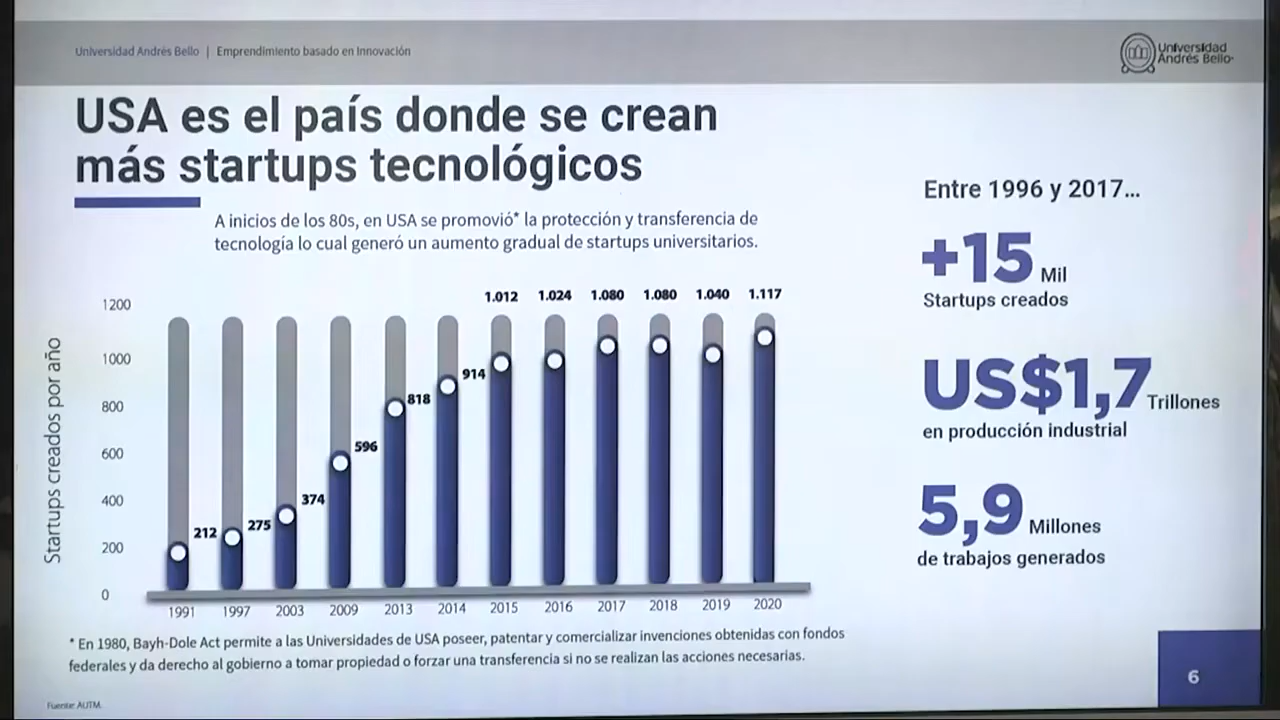 Universidad Andrés Bello | Emprendimiento basado en Innovación
Universidad
Andrés Bello
USA es el país donde se crean
más startups tecnológicos
A inicios de los 80s, en USA se promovió* la protección y transferencia de
tecnología lo cual generó un aumento gradual de startups universitarios.
Startups creados por año
1200
1000
800
600
400
200
0
212
275
374
596
818
914
1.012
1.024
1.080
1.080
1.040
1.117
1991
1997
2003
2009
2013
2014
2015
2016
2017
2018
2019
2020
Entre 1996 y 2017...
+15 Mil
Startups creados
US$1,7 Trillones
en producción industrial
5,9 Millones
de trabajos generados
* En 1980, Bayh-Dole Act permite a las Universidades de USA poseer, patentar y comercializar invenciones obtenidas con fondos
federales y da derecho al gobierno a tomar propiedad o forzar una transferencia si no se realizan las acciones necesarias.
Fuente: AUTM.
6